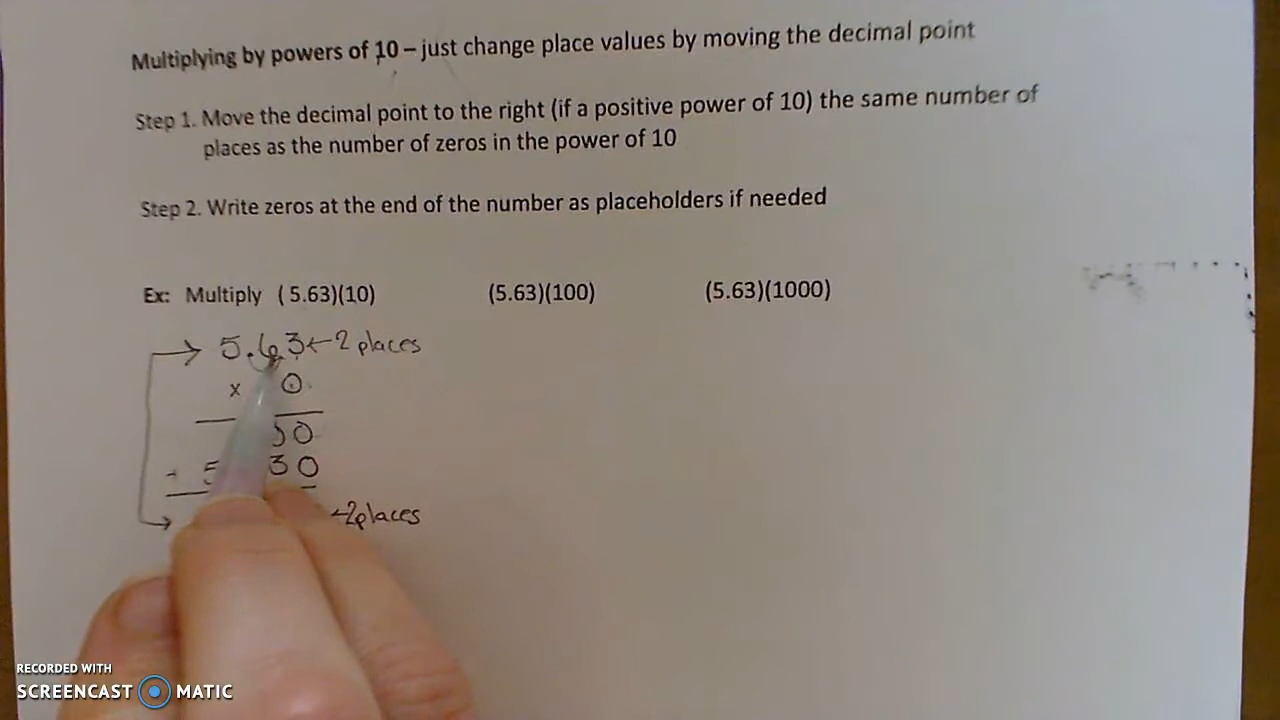 Multiplying by powers of 10 – just change place values by moving the decimal point
Step 1. Move the decimal point to the right (if a positive power of 10) the same number of
places as the number of zeros in the power of 10
Step 2. Write zeros at the end of the number as placeholders if needed
Ex: Multiply (5.63)(10) (5.63)(100) (5.63)(1000)
5.63←2 places
x 0
0
5 30
←2places
RECORDED WITH
SCREENCAST MATIC